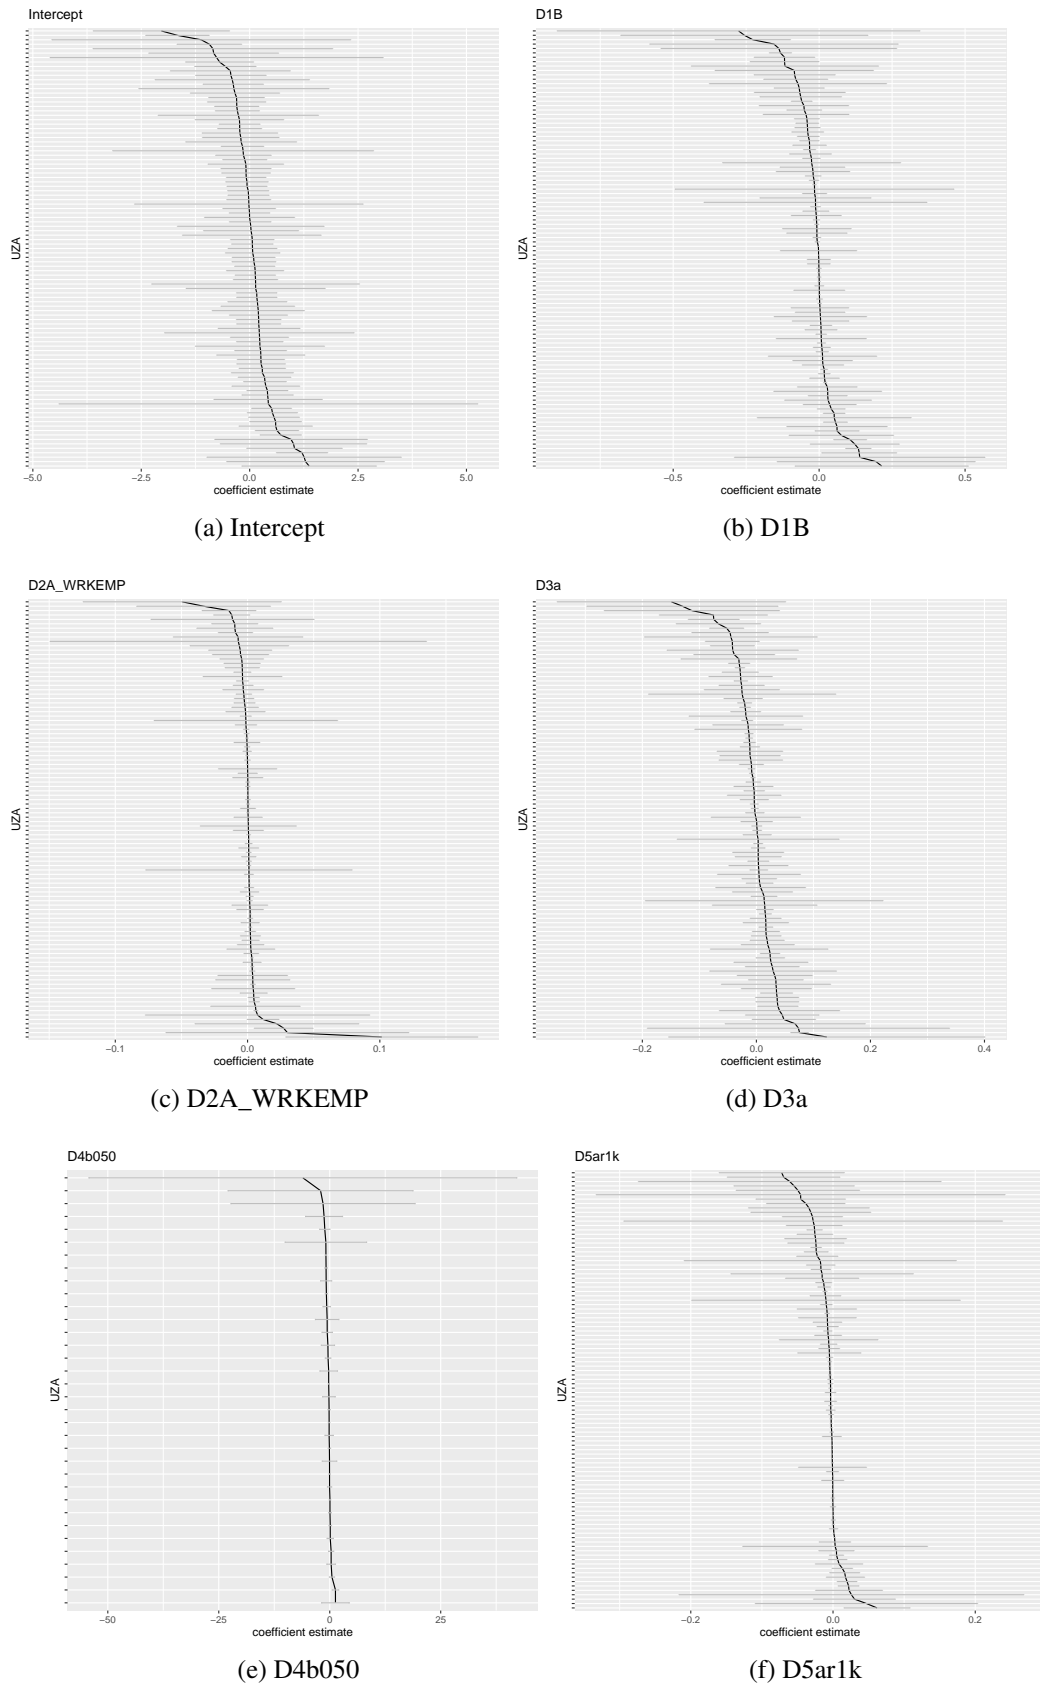 Intercept
UZA
−5.0 −2.5 0.0 2.5 5.0
coefficient estimate
(a) Intercept
D1B
UZA
−0.5 0.0 0.5
coefficient estimate
(b) D1B
D2A_WRKEMP
UZA
−0.1 0.0 0.1
coefficient estimate
(c) D2A_WRKEMP
D3a
UZA
−0.2 0.0 0.2 0.4
coefficient estimate
(d) D3a
D4b050
UZA
−50 −25 0 25
coefficient estimate
(e) D4b050
D5ar1k
UZA
−0.2 0.0 0.2
coefficient estimate
(f) D5ar1k